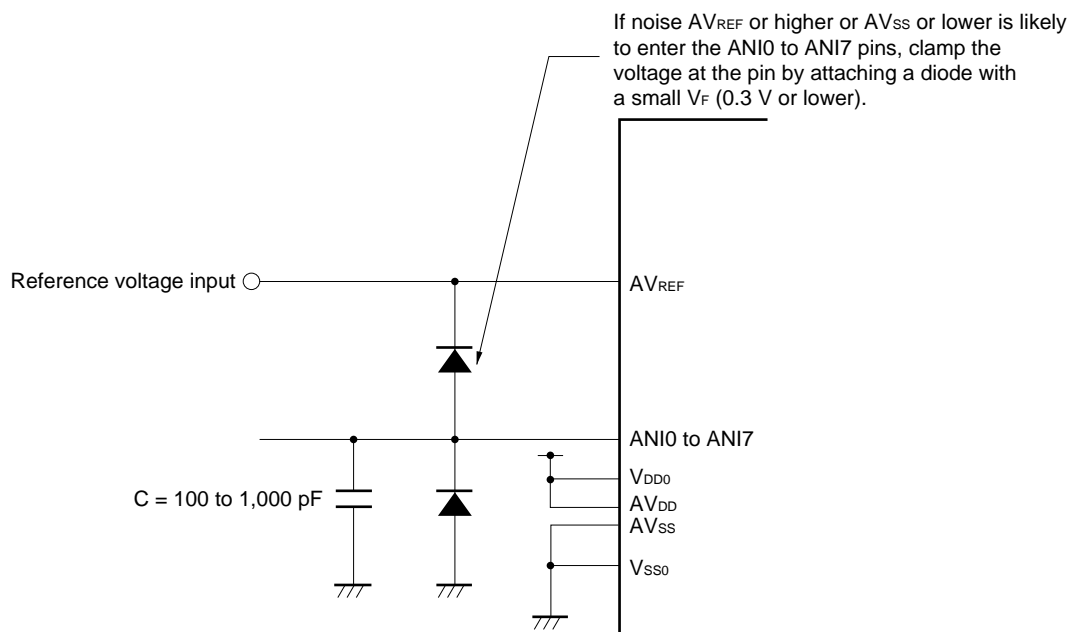 If noise AVREF or higher or AVSS or lower is likely
to enter the ANI0 to ANI7 pins, clamp the
voltage at the pin by attaching a diode with
a small VF (0.3 V or lower).
Reference voltage input
AVREF
ANI0 to ANI7
VDD0
C = 100 to 1,000 pF
AVDD
AVSS
VSS0